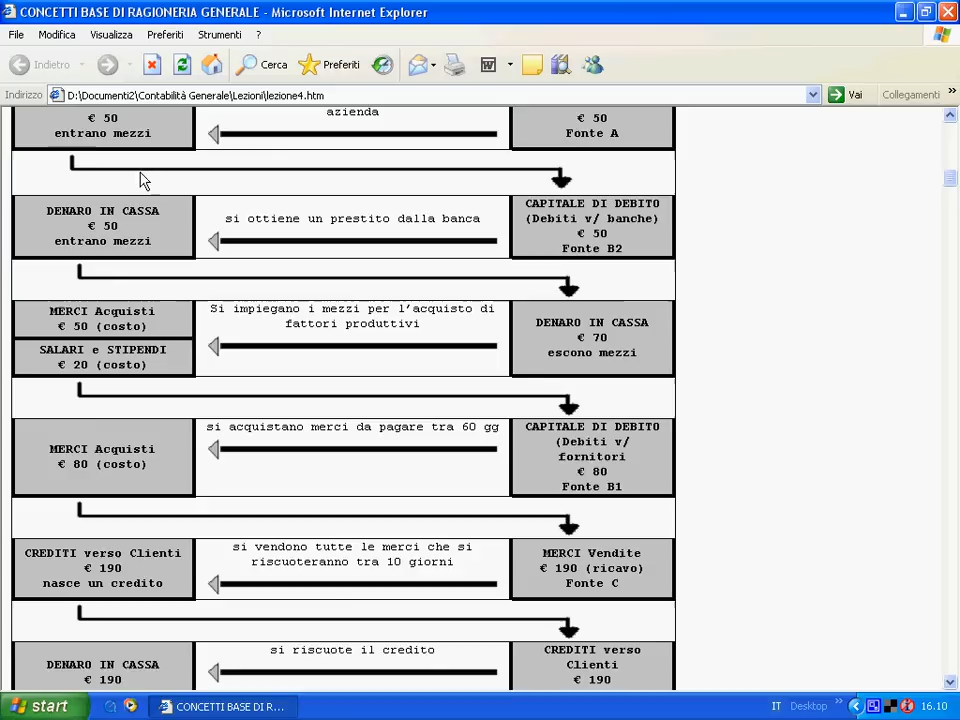 CONCETTI BASE DI RAGIONERIA GENERALE - Microsoft Internet Explorer
File Modifica Visualizza Preferiti Strumenti ?
Indietro Cerca Preferiti
Indirizzo D:\Documenti2\Contabilità Generale\Lezioni\lezione4.htm Vai Collegamenti »
€ 50
entrano mezzi
azienda
€ 50
Fonte A
DENARO IN CASSA
€ 50
entrano mezzi
si ottiene un prestito dalla banca
CAPITALE DI DEBITO
(Debiti v/ banche)
€ 50
Fonte B2
MERCI Acquisti
€ 50 (costo)
SALARI e STIPENDI
€ 20 (costo)
Si impiegano i mezzi per l'acquisto di
fattori produttivi
DENARO IN CASSA
€ 70
escono mezzi
MERCI Acquisti
€ 80 (costo)
si acquistano merci da pagare tra 60 gg
CAPITALE DI DEBITO
(Debiti v/
fornitori
€ 80
Fonte B1
CREDITI verso Clienti
€ 190
nasce un credito
si vendono tutte le merci che si
riscuoteranno tra 10 giorni
MERCI Vendite
€ 190 (ricavo)
Fonte C
DENARO IN CASSA
€ 190
si riscuote il credito
CREDITI verso
Clienti
€ 190
start CONCETTI BASE DI R... IT Desktop » 16.10